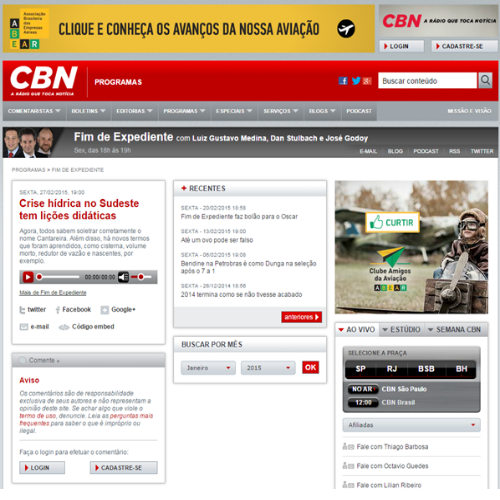 Associação
Brasileira
das Empresas
Aéreas
A B
E AR
CLIQUE E CONHEÇA OS AVANÇOS DA NOSSA AVIAÇÃO
CBN A RÁDIO QUE TOCA NOTÍCIA
LOGIN
CADASTRE-SE
CBN
A RÁDIO QUE TOCA NOTÍCIA
PROGRAMAS
Buscar conteúdo
COMENTARISTAS
BOLETINS
EDITORIAS
PROGRAMAS
ESPECIAIS
SERVIÇOS
BLOGS
PODCAST
MISSÃO E VISÃO
Fim de Expediente com Luiz Gustavo Medina, Dan Stulbach e José Godoy
Sex, das 18h às 19h
E-MAIL
BLOG
PODCAST
RSS
TWITTER
PROGRAMAS » FIM DE EXPEDIENTE
SEXTA, 27/02/2015, 19:00
Crise hídrica no Sudeste
tem lições didáticas
Agora, todos sabem soletrar corretamente o
nome Cantareira. Além disso, há novos termos
que foram aprendidos, como cisterna, volume
morto, redutor de vazão e nascentes, por
exemplo.
00:00/ 00:00
Mais de Fim de Expediente
twitter
Facebook
Google+
e-mail
Código embed
Comente »
Aviso
Os comentários são de responsabilidade
exclusiva de seus autores e não representam a
opinião deste site. Se achar algo que viole o
termo de uso, denuncie. Leia as perguntas mais
frequentes para saber o que é impróprio ou
ilegal.
Faça o login para efetuar o comentário:
LOGIN
CADASTRE-SE
+ RECENTES
SEXTA - 20/02/2015 18:59
Fim de Expediente faz bolão para o Oscar
SEXTA - 13/02/2015 19:00
Até um ovo pode ser falso
SEXTA - 06/02/2015 19:08
Bendine na Petrobras é como Dunga na seleção
após o 7 a 1
SEXTA - 26/12/2014 18:56
2014 termina como se não tivesse acabado
anteriores
BUSCAR POR MÊS
Janeiro
2015
OK
CURTIR
Clube Amigos
da Aviação
A B E A R
AO VIVO
ESTÚDIO
SEMANA CBN
SELECIONE A PRAÇA
SP
RJ
BSB
BH
NO AR
CBN São Paulo
12:00
CBN Brasil
Afiliadas
Fale com Thiago Barbosa
Fale com Octavio Guedes
Fale com Lilian Ribeiro